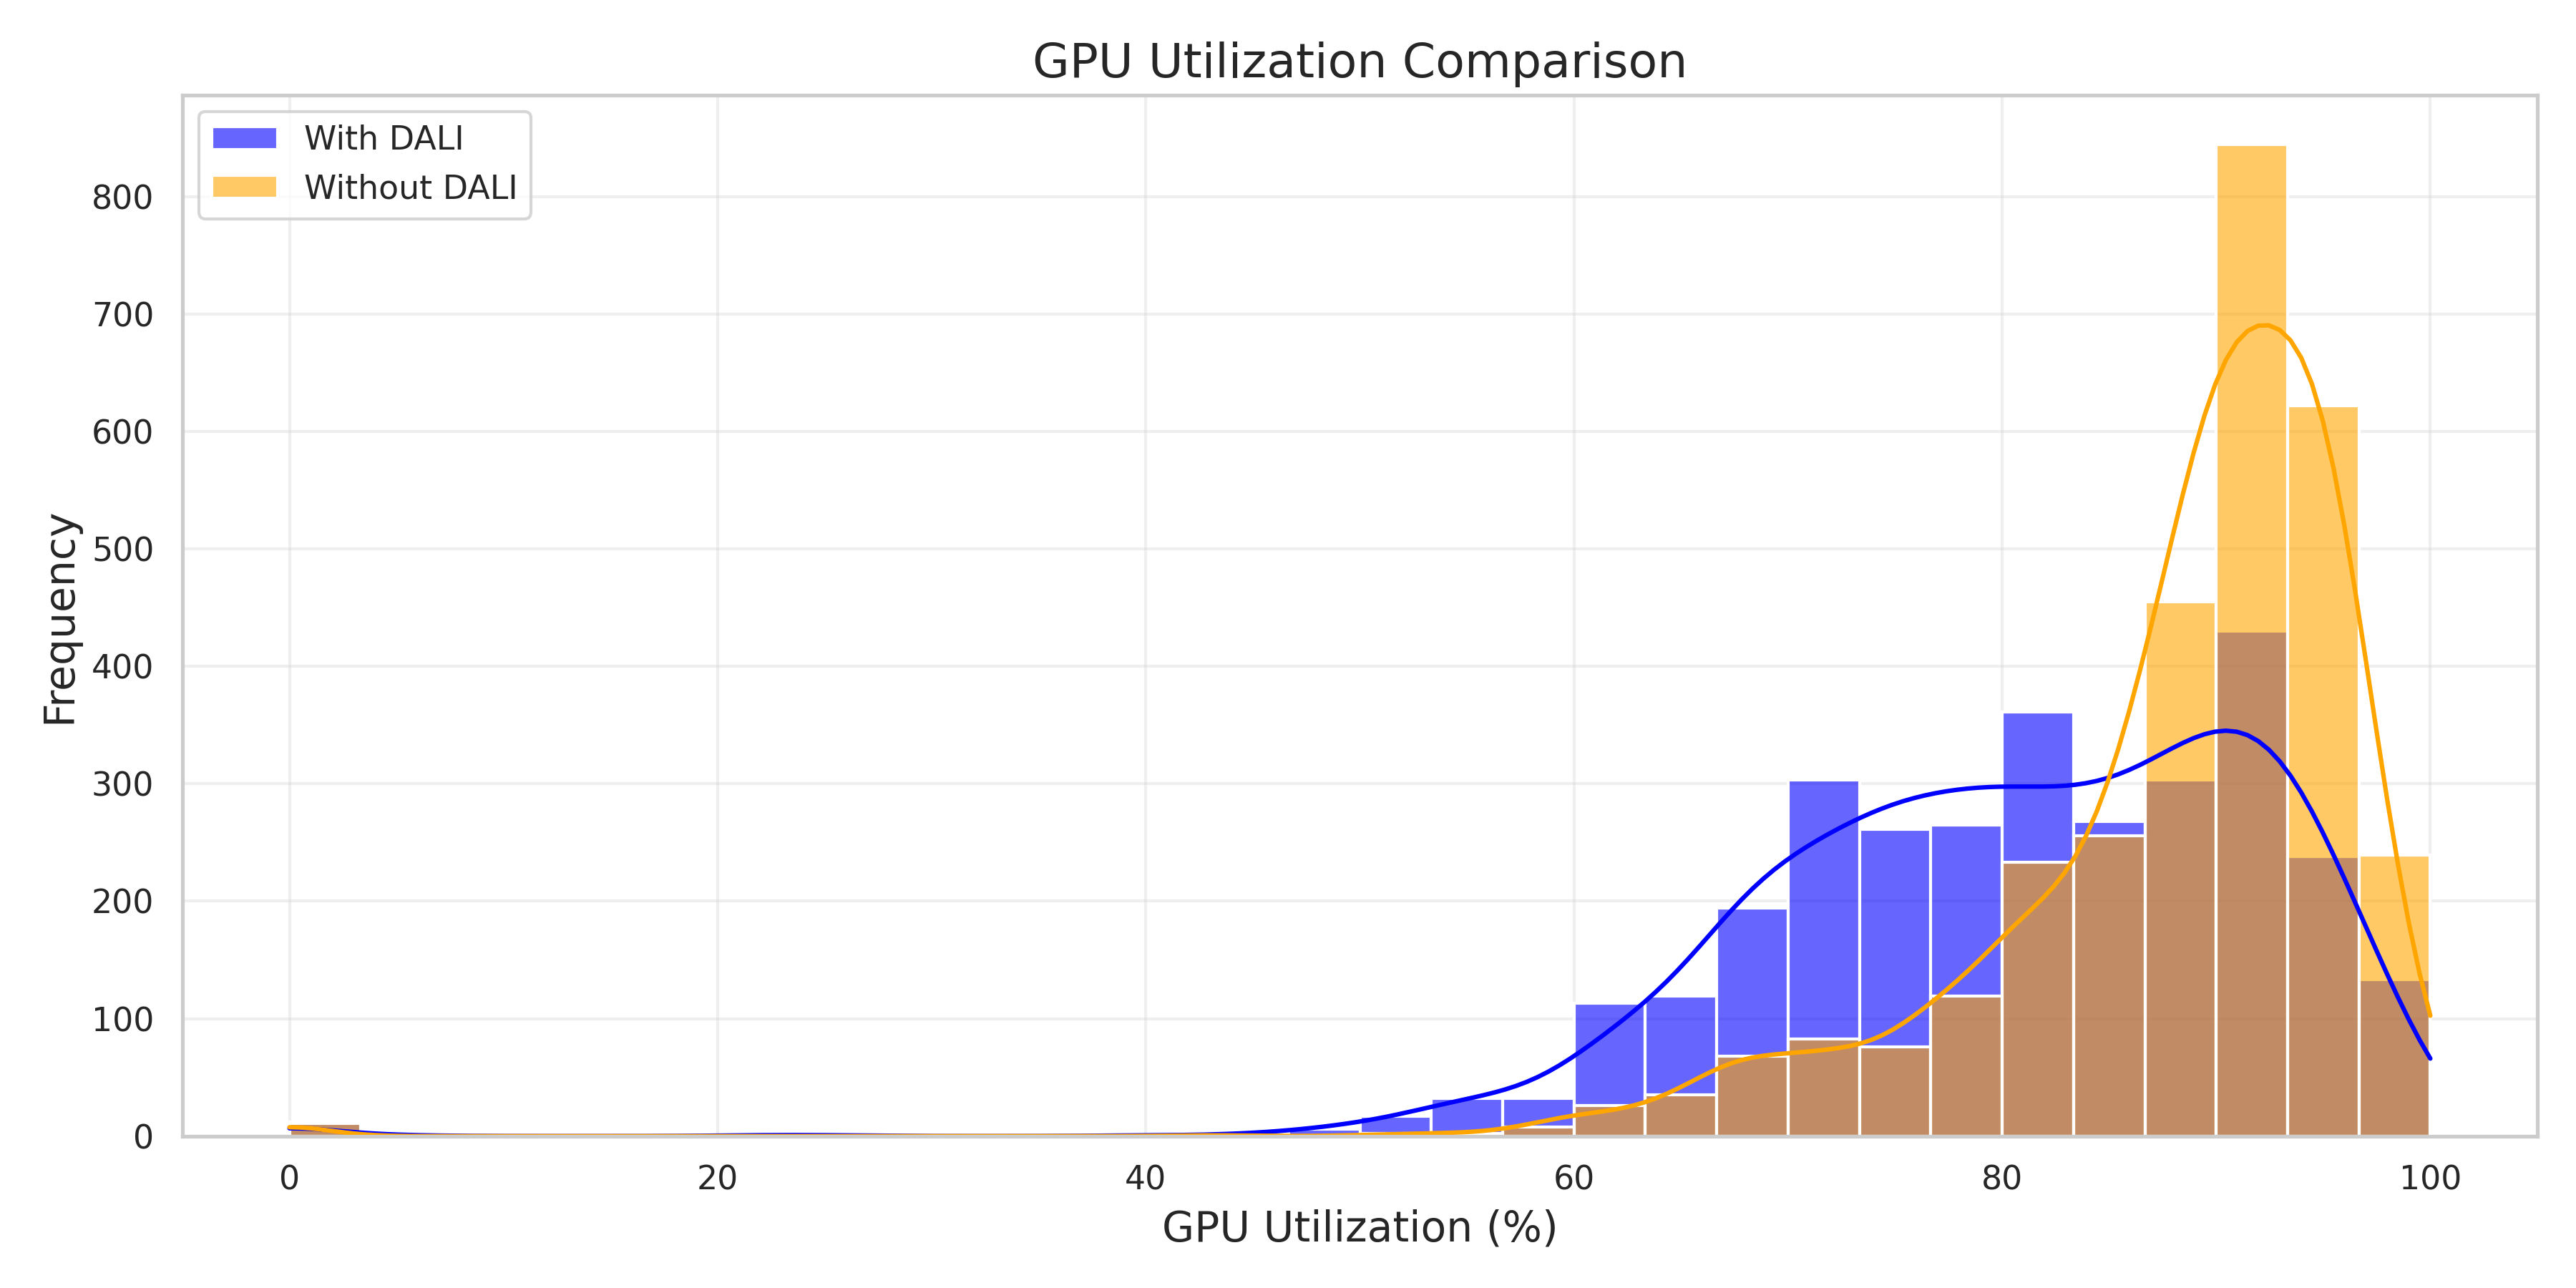 GPU Utilization Comparison
With DALI
Without DALI
Frequency
800
700
600
500
400
300
200
100
0
0 20 40 60 80 100
GPU Utilization (%)